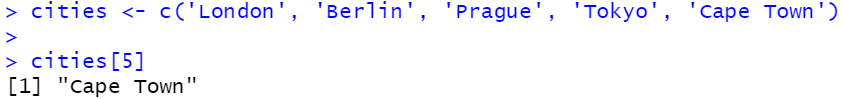 > cities <- c('London', 'Berlin', 'Prague', 'Tokyo', 'Cape Town')
>
> cities[5]
[1] "Cape Town"